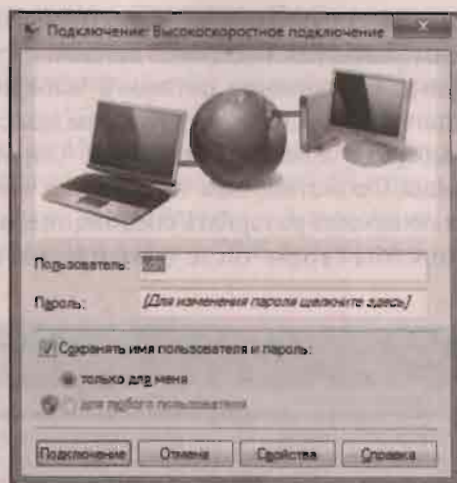 Подключение: Высокоскоростное подключение
Пользователь:
Пароль: [Для изменения пароля щелкните здесь]
Сохранять имя пользователя и пароль:
только для меня
для любого пользователя
Подключение Отмена Свойства Справка